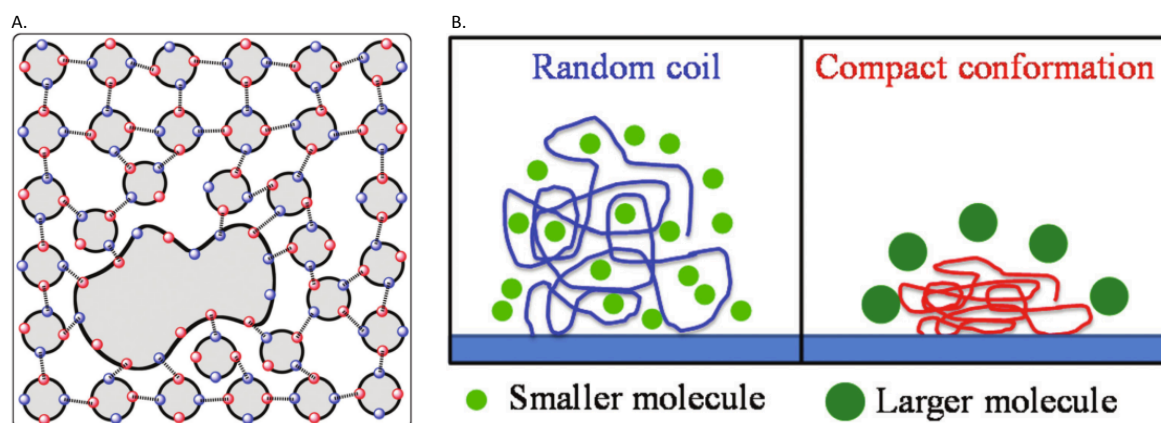 A.
B.
Random coil
Compact conformation
Smaller molecule
Larger molecule